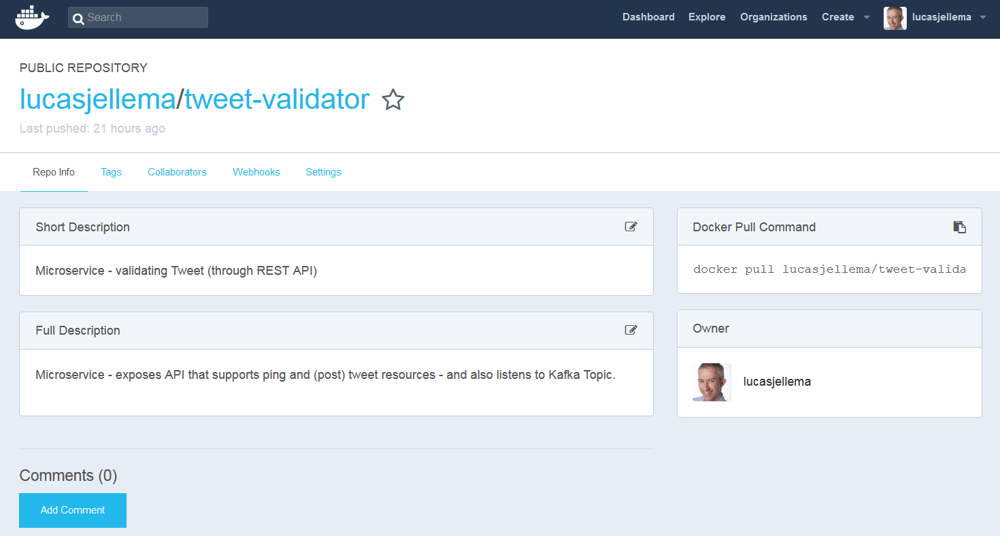 Search
Dashboard Explore Organizations Create lucasjellema
PUBLIC REPOSITORY
lucasjellema/tweet-validator
Last pushed: 21 hours ago
Repo Info Tags Collaborators Webhooks Settings
Short Description
Microservice - validating Tweet (through REST API)
Full Description
Microservice - exposes API that supports ping and (post) tweet resources - and also listens to Kafka Topic.
Comments (0)
Add Comment
Docker Pull Command
docker pull lucasjellema/tweet-valida
Owner
lucasjellema